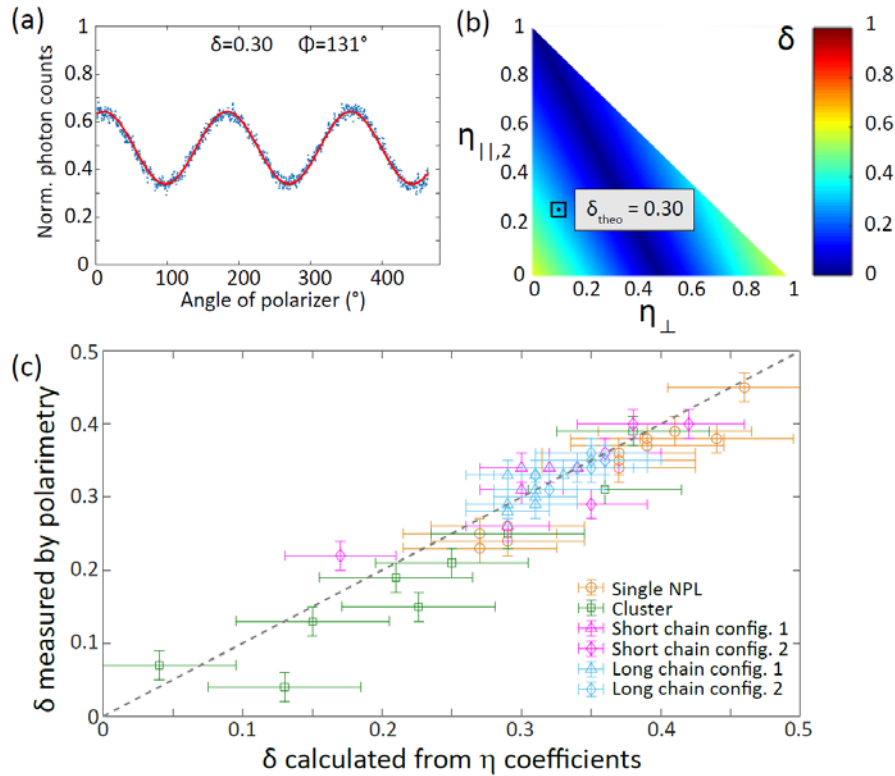 (a)
δ=0.30 Φ=131°
Norm. photon counts
1
0.8
0.6
0.4
0.2
0
0 100 200 300 400
Angle of polarizer (°)
(b)
δ
1
0.8
0.6
0.4
0.2
0
η||,2
δtheo = 0.30
0 0.2 0.4 0.6 0.8 1
η⊥
1
0.8
0.6
0.4
0.2
0
(c)
δ measured by polarimetry
0.5
0.4
0.3
0.2
0.1
0
Single NPL
Cluster
Short chain config. 1
Short chain config. 2
Long chain config. 1
Long chain config. 2
0 0.1 0.2 0.3 0.4 0.5
δ calculated from η coefficients